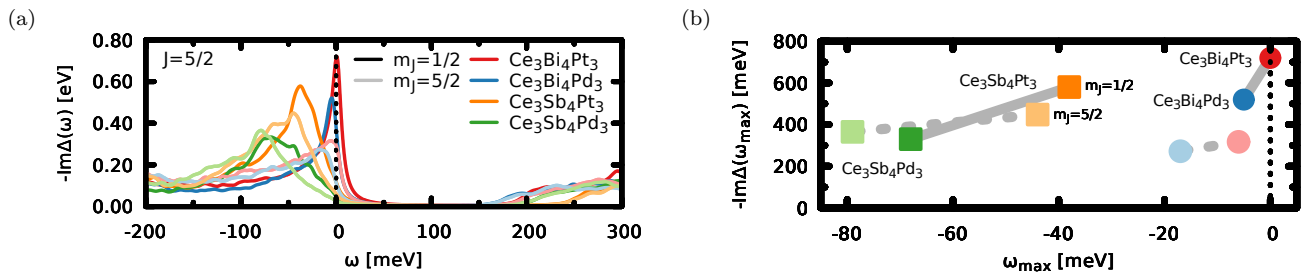 (a)
-ImΔ(ω) [eV]
0.80
0.60
0.40
0.20
0.00
J=5/2
m_J=1/2
m_J=5/2
Ce₃Bi₄Pt₃
Ce₃Bi₄Pd₃
Ce₃Sb₄Pt₃
Ce₃Sb₄Pd₃
-200 -100 0 100 200 300
ω [meV]
(b)
-ImΔ(ω_max) [meV]
800
600
400
200
0
Ce₃Bi₄Pt₃
Ce₃Sb₄Pt₃
m_J=1/2
Ce₃Bi₄Pd₃
m_J=5/2
Ce₃Sb₄Pd₃
-80 -60 -40 -20 0
ω_max [meV]